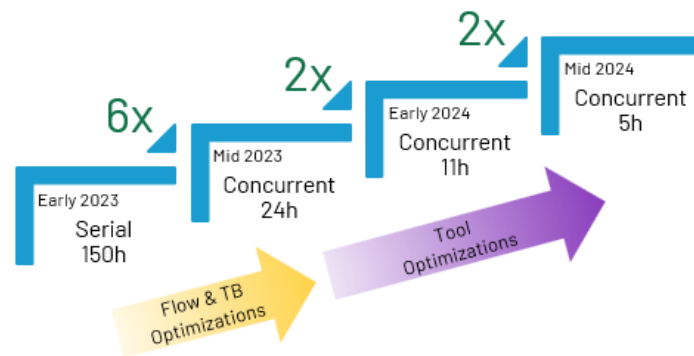 6x
2x
2x
Early 2023
Serial
150h
Mid 2023
Concurrent
24h
Early 2024
Concurrent
11h
Mid 2024
Concurrent
5h
Flow & TB
Optimizations
Tool
Optimizations